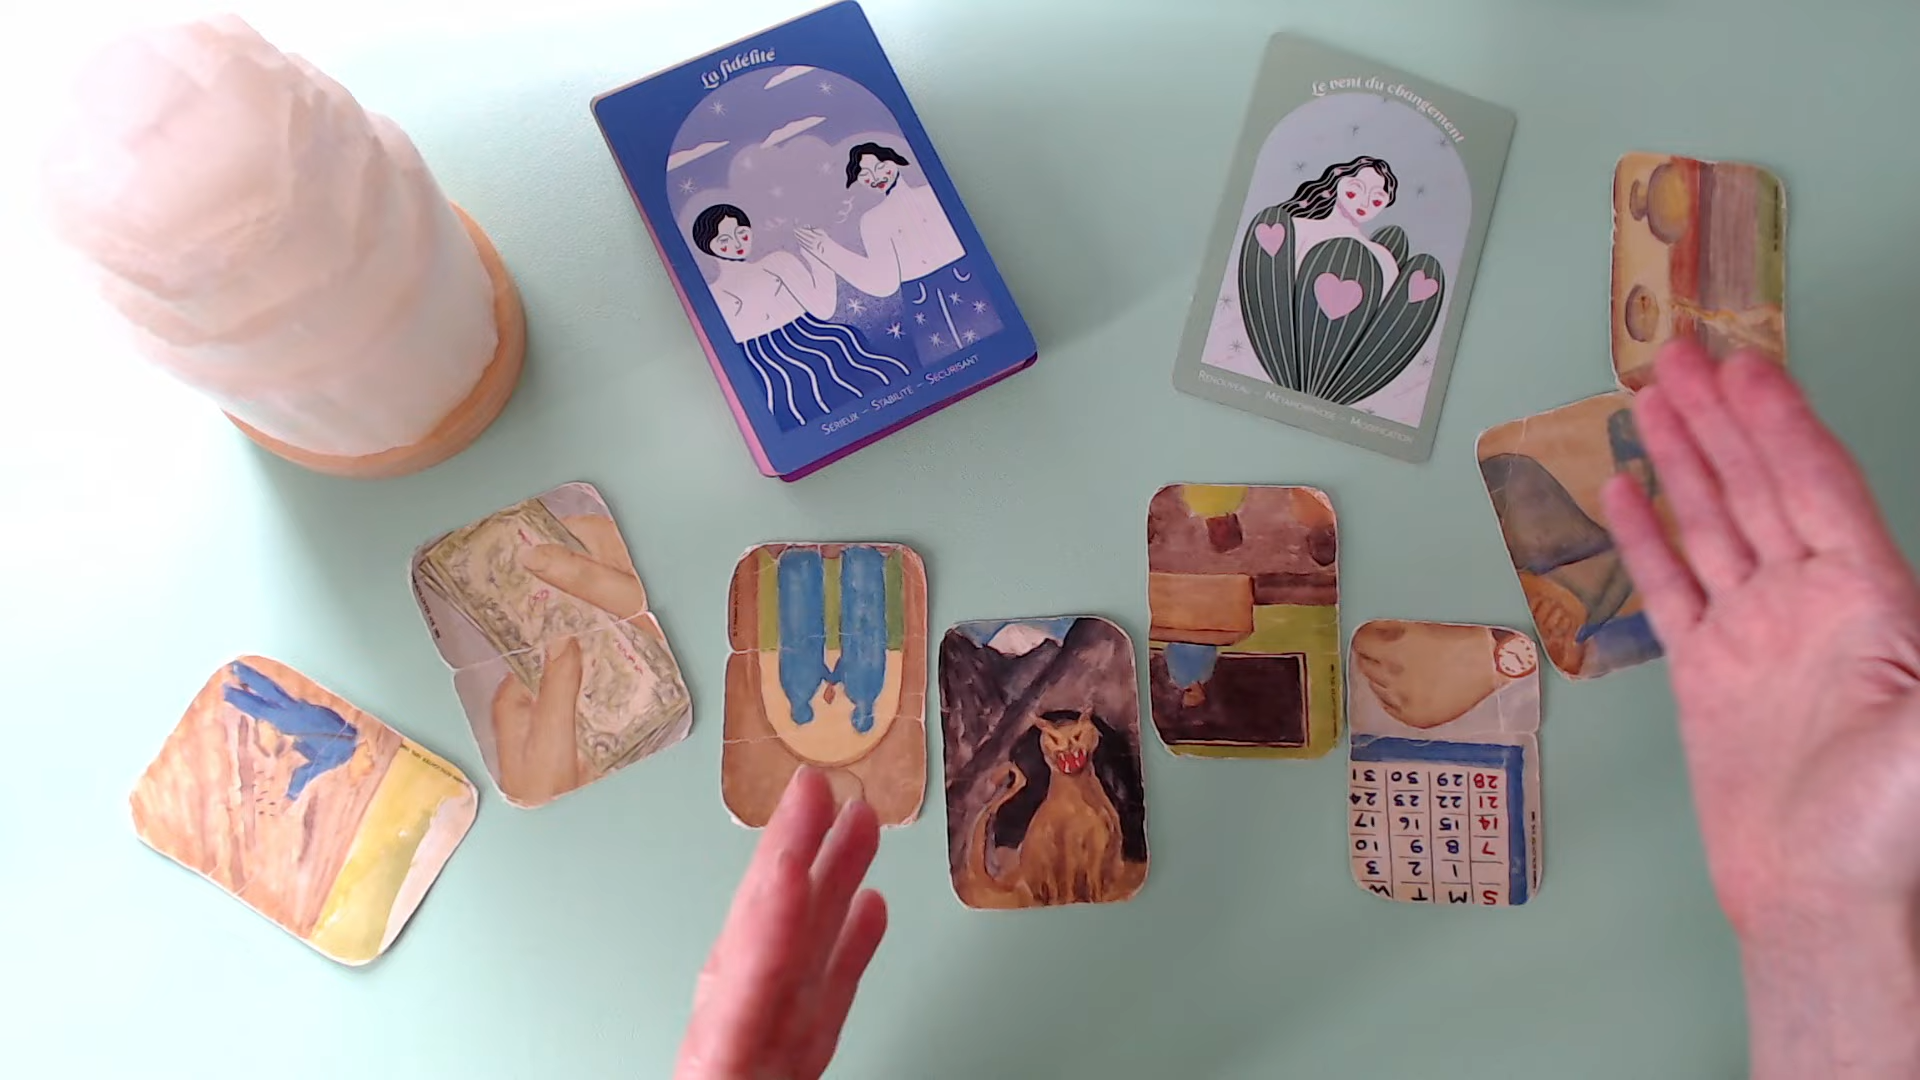 La fidélité
SÉRIEUX – STABILITÉ – SÉCURISANT
Le vent du changement
RENOUVEAU – MÉTAMORPHOSE – MODIFICATION
28 29 30 31
21 22 23 24
14 15 16 17
7 8 9 10
1 2 3
S M T W